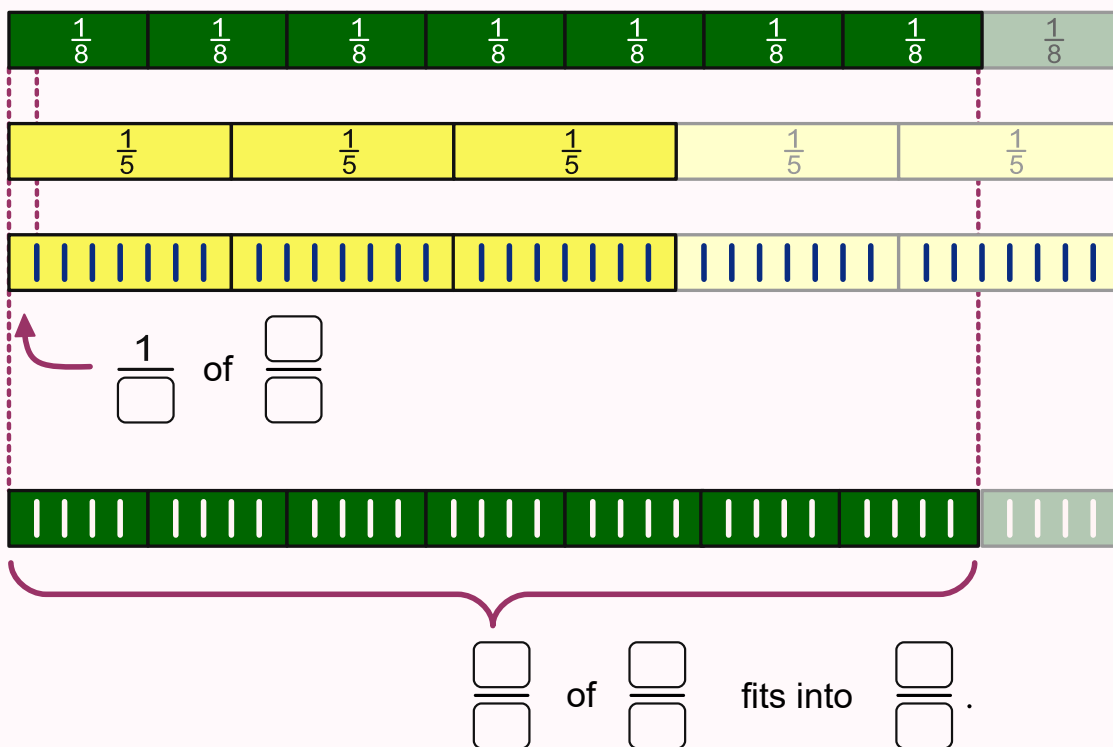 1/8 1/8 1/8 1/8 1/8 1/8 1/8 1/8
1/5 1/5 1/5 1/5 1/5
1/□ of □/□
□/□ of □/□ fits into □/□.